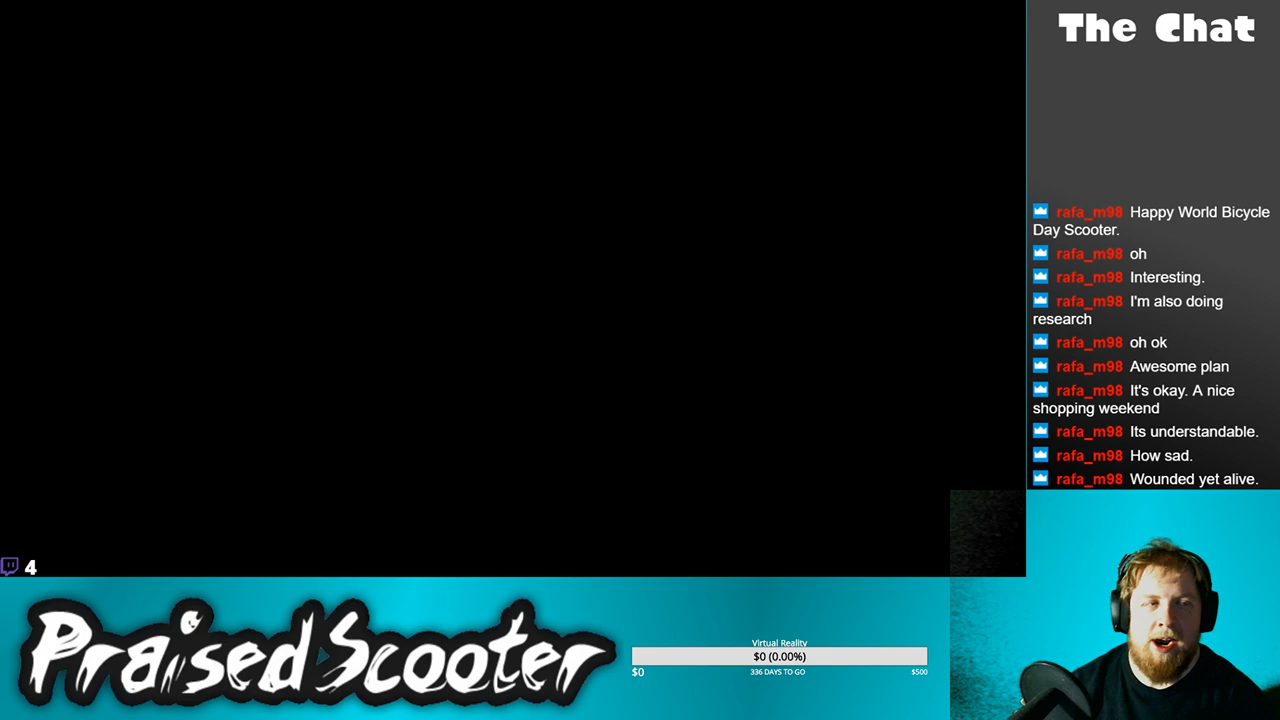 The Chat
rafa_m98 Happy World Bicycle
Day Scooter.
rafa_m98 oh
rafa_m98 Interesting.
rafa_m98 I'm also doing
research
rafa_m98 oh ok
rafa_m98 Awesome plan
rafa_m98 It's okay. A nice
shopping weekend
rafa_m98 Its understandable.
rafa_m98 How sad.
rafa_m98 Wounded yet alive.
4
PraisedScooter
Virtual Reality
$0 (0.00%)
$0 336 DAYS TO GO $500